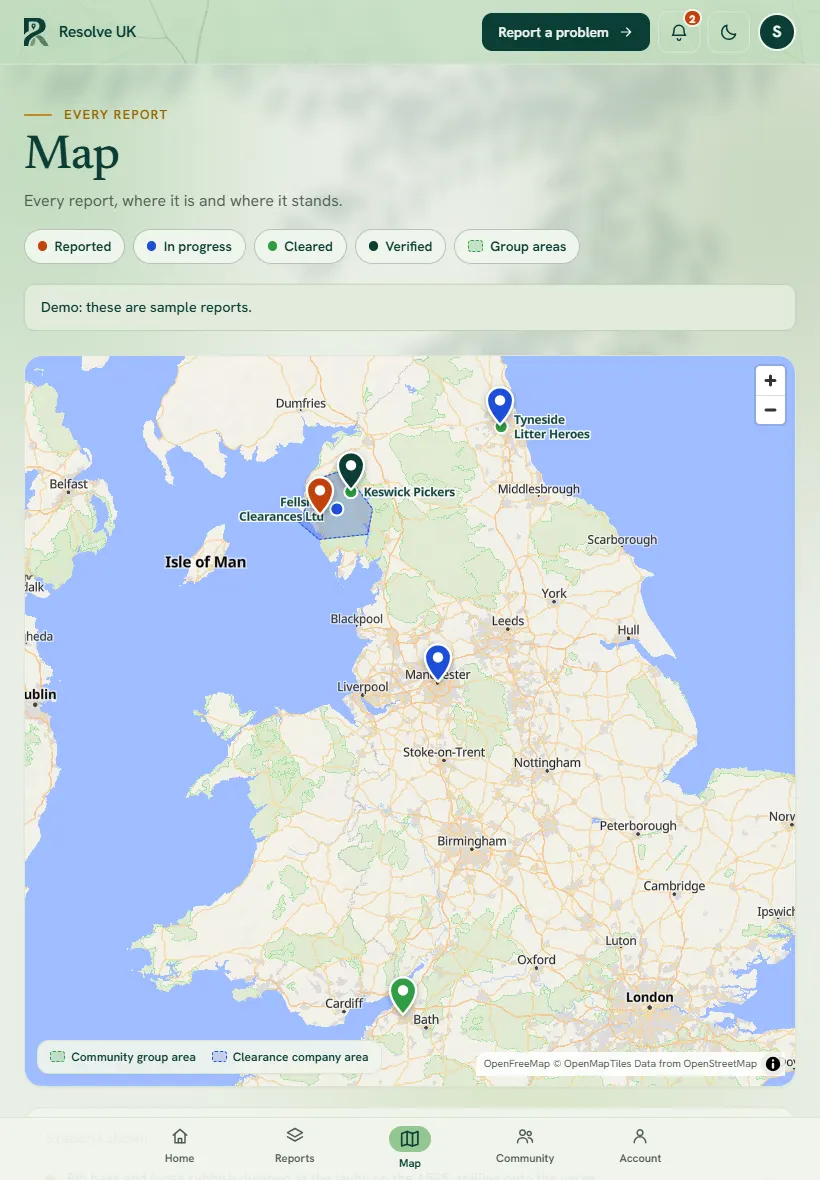 Resolve UK
Report a problem
2
S
EVERY REPORT
Map
Every report, where it is and where it stands.
Reported
In progress
Cleared
Verified
Group areas
Demo: these are sample reports.
+
−
Dumfries
Tyneside
Litter Heroes
Belfast
Keswick Pickers
Middlesbrough
Clearances Ltd
Scarborough
Isle of Man
York
Blackpool
Leeds
Hull
Liverpool
Stoke-on-Trent
Nottingham
Peterborough
Birmingham
Cambridge
Luton
Oxford
London
Cardiff
Bath
Community group area
Clearance company area
OpenFreeMap © OpenMapTiles Data from OpenStreetMap
Home
Reports
Map
Community
Account